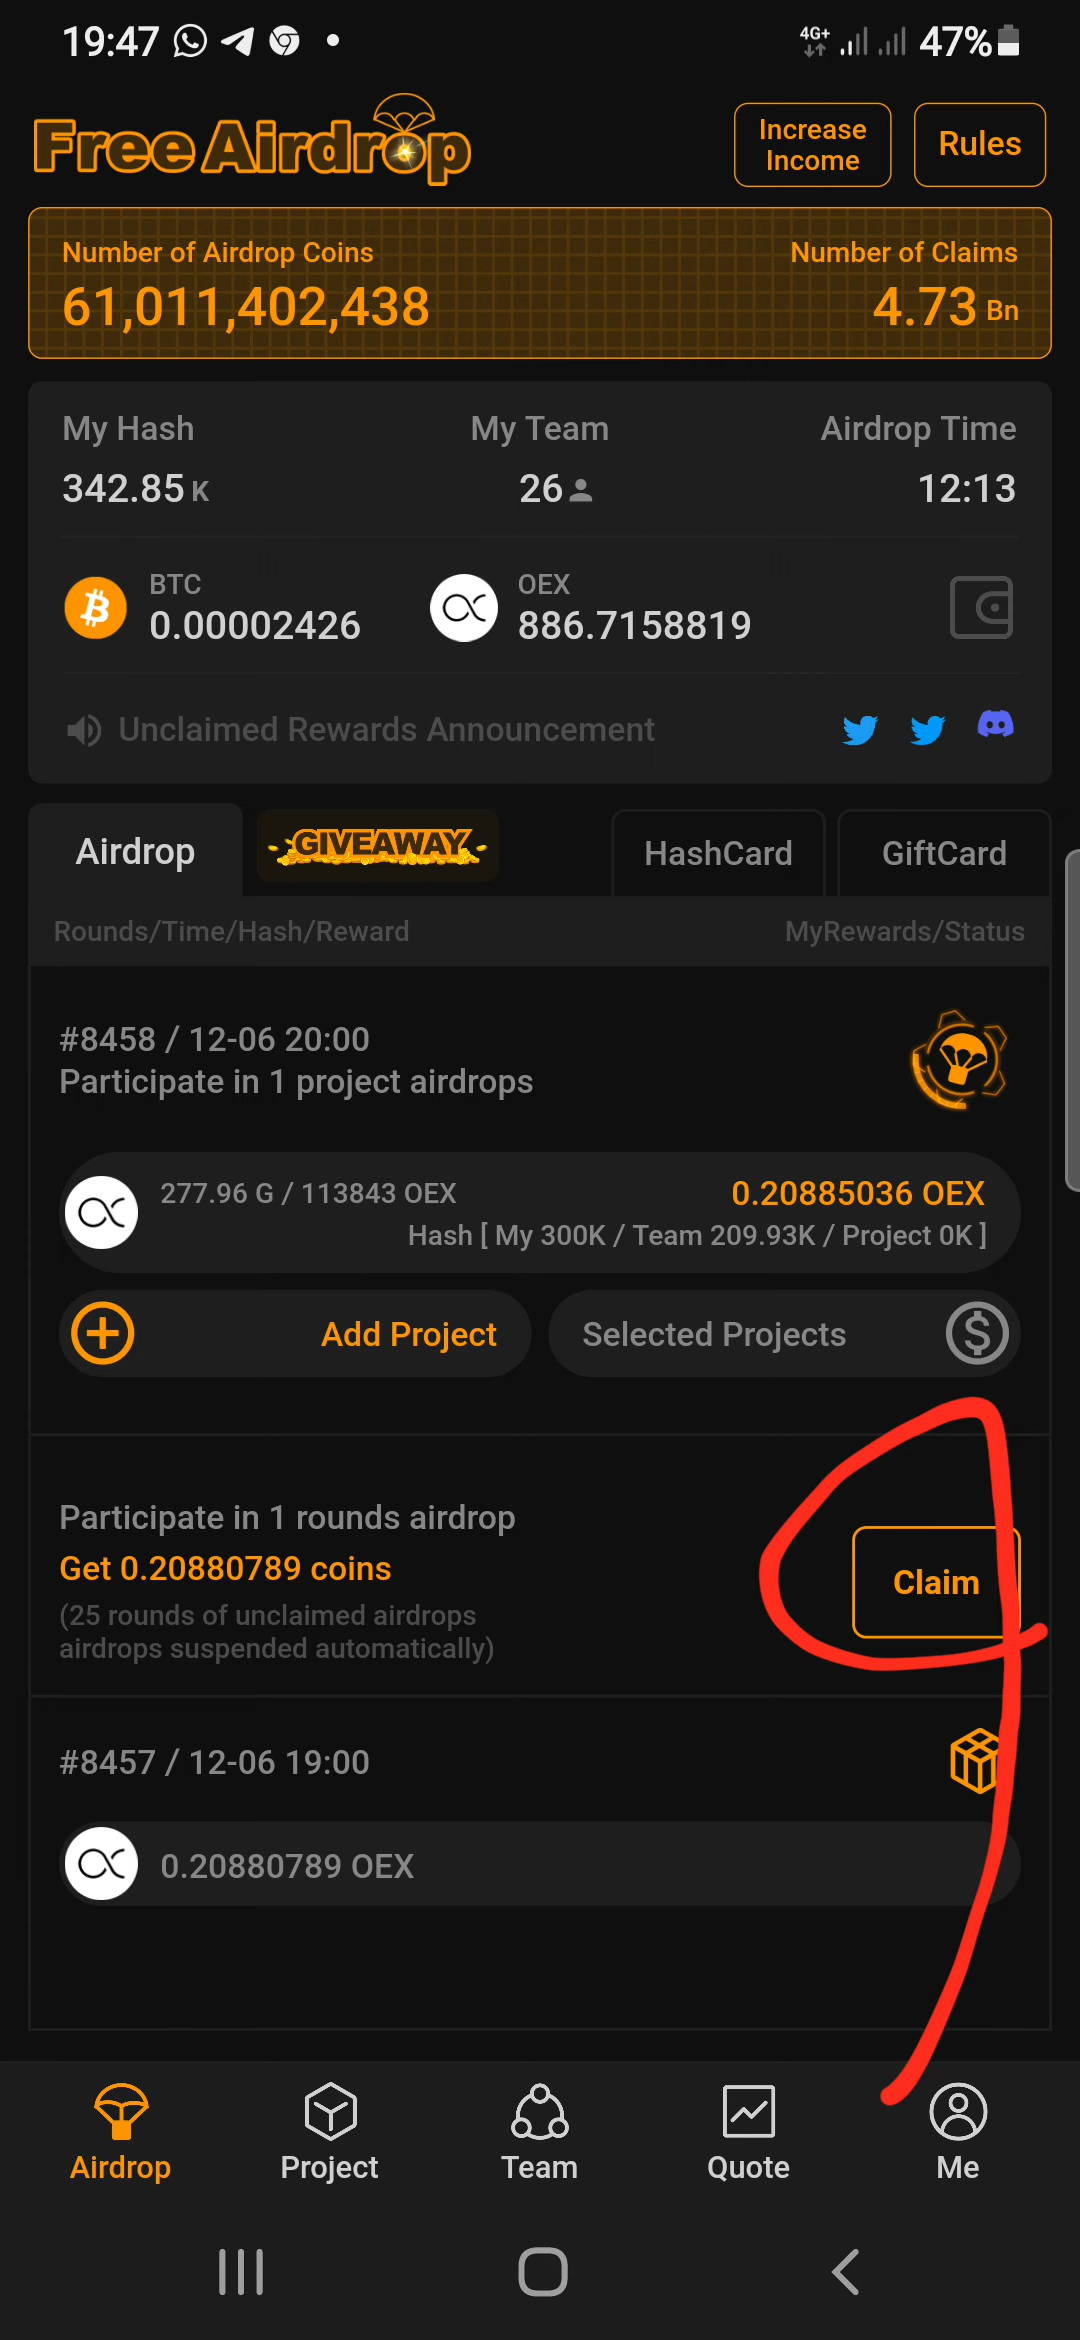 19:47 4G+ 47%
Free Airdrop
Increase
Income
Rules
Number of Airdrop Coins Number of Claims
61,011,402,438 4.73 Bn
My Hash My Team Airdrop Time
342.85 K 26 12:13
BTC OEX
0.00002426 886.7158819
Unclaimed Rewards Announcement
Airdrop GIVEAWAY HashCard GiftCard
Rounds/Time/Hash/Reward MyRewards/Status
#8458 / 12-06 20:00
Participate in 1 project airdrops
277.96 G / 113843 OEX 0.20885036 OEX
Hash [ My 300K / Team 209.93K / Project 0K ]
Add Project Selected Projects
Participate in 1 rounds airdrop
Get 0.20880789 coins
Claim
(25 rounds of unclaimed airdrops
airdrops suspended automatically)
#8457 / 12-06 19:00
0.20880789 OEX
Airdrop Project Team Quote Me